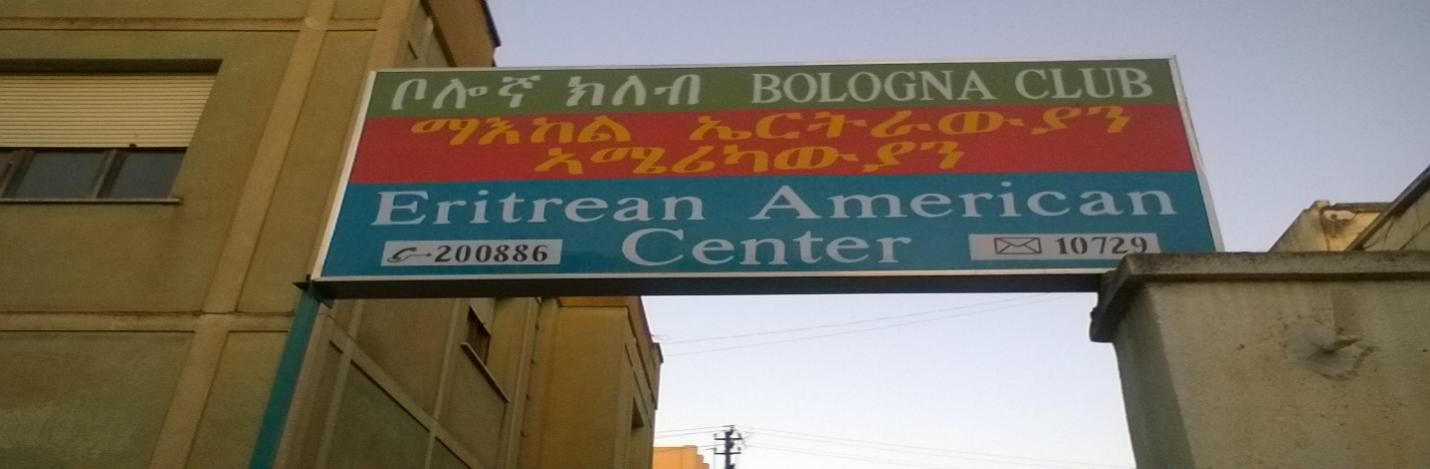 ቦሎኛ ክለብ BOLOGNA CLUB
ማእከል ኤርትራውያን
ኣሜሪካውያን
Eritrean American
Center
200886
10729